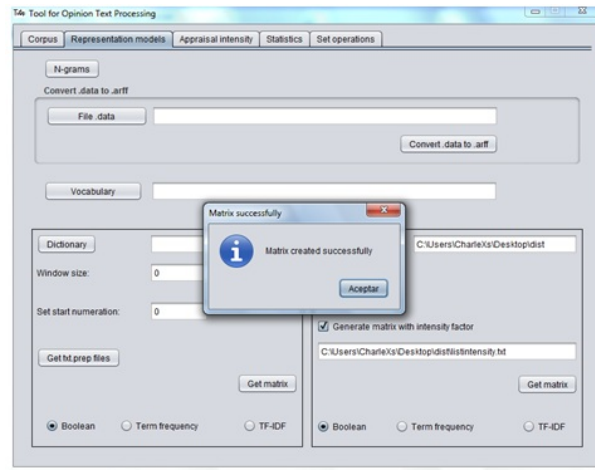 T4s Tool for Opinion Text Processing
Corpus Representation models Appraisal intensity Statistics Set operations
N-grams
Convert .data to .arff
File .data
Convert .data to .arff
Vocabulary
Matrix successfully
Matrix created successfully
Aceptar
Dictionary
C:\Users\CharleXs\Desktop\dist
Window size: 0
Set start numeration: 0
Generate matrix with intensity factor
Get txt.prep files
C:\Users\CharleXs\Desktop\dist\listintensity.txt
Get matrix Get matrix
Boolean Term frequency TF-IDF Boolean Term frequency TF-IDF